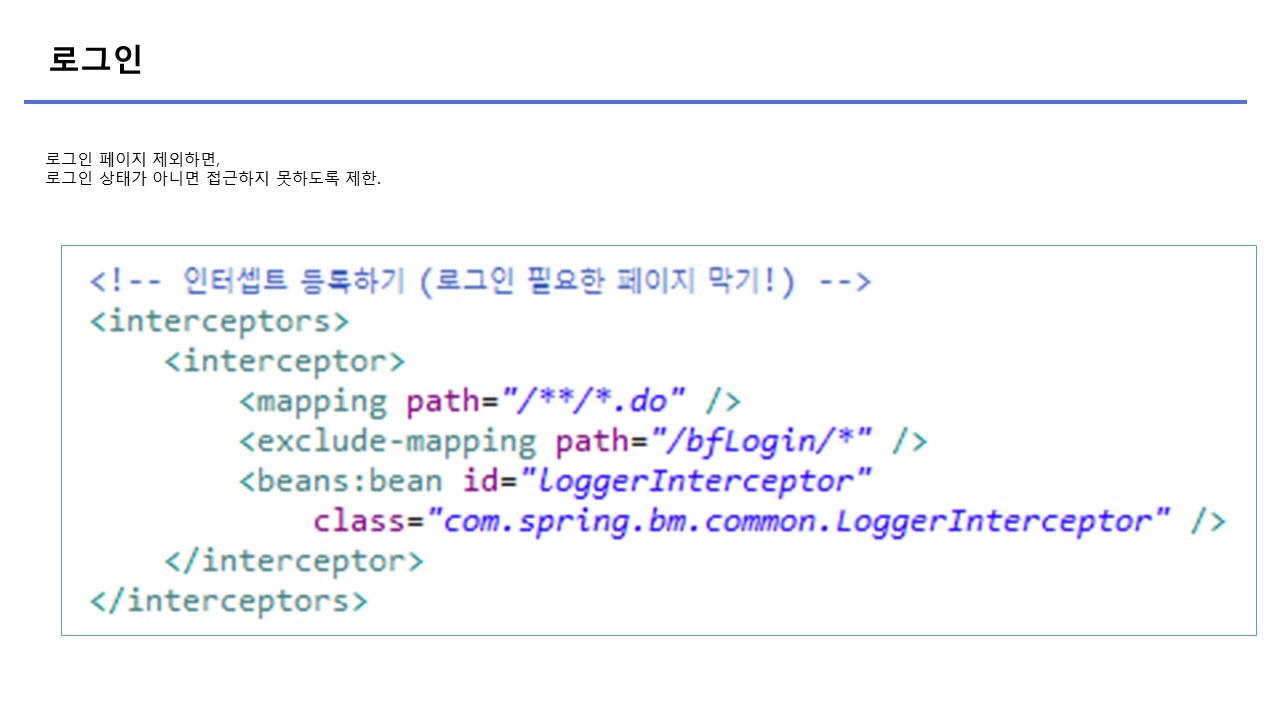 로그인
로그인 페이지 제외하면,
로그인 상태가 아니면 접근하지 못하도록 제한.
<!-- 인터셉트 등록하기 (로그인 필요한 페이지 막기!) -->
<interceptors>
    <interceptor>
        <mapping path="/**/*.do" />
        <exclude-mapping path="/bfLogin/*" />
        <beans:bean id="loggerInterceptor"
            class="com.spring.bm.common.LoggerInterceptor" />
    </interceptor>
</interceptors>